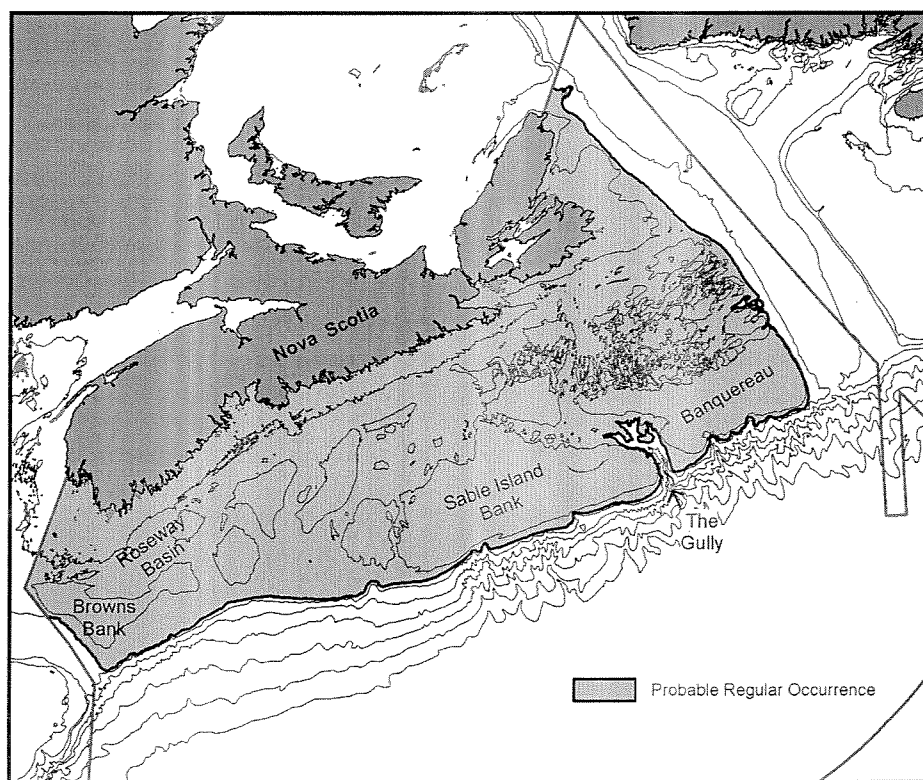 Nova Scotia
Banquereau
Sable Island
Bank
The
Gully
Roseway
Basin
Browns
Bank
Probable Regular Occurrence